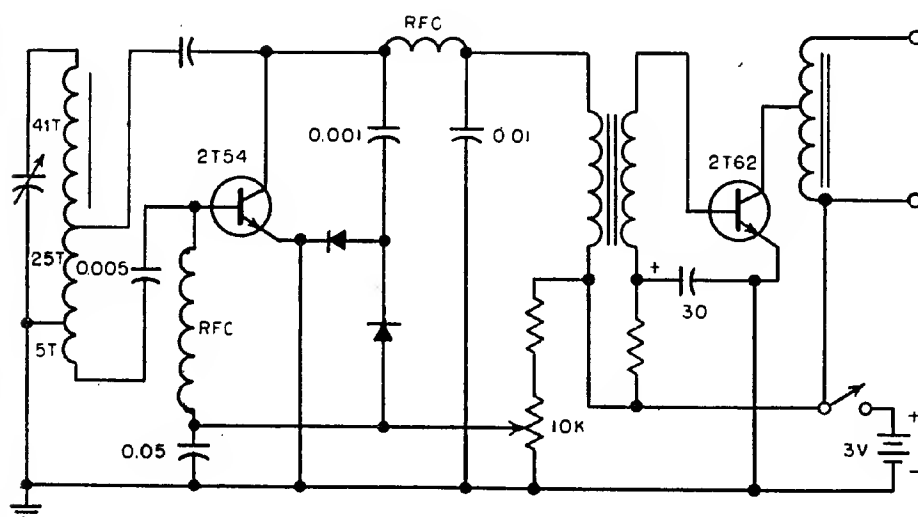 RFC
41T
2T54
0.001
0.01
2T62
25T
0.005
RFC
5T
+
30
10K
0.05
3V
+
-